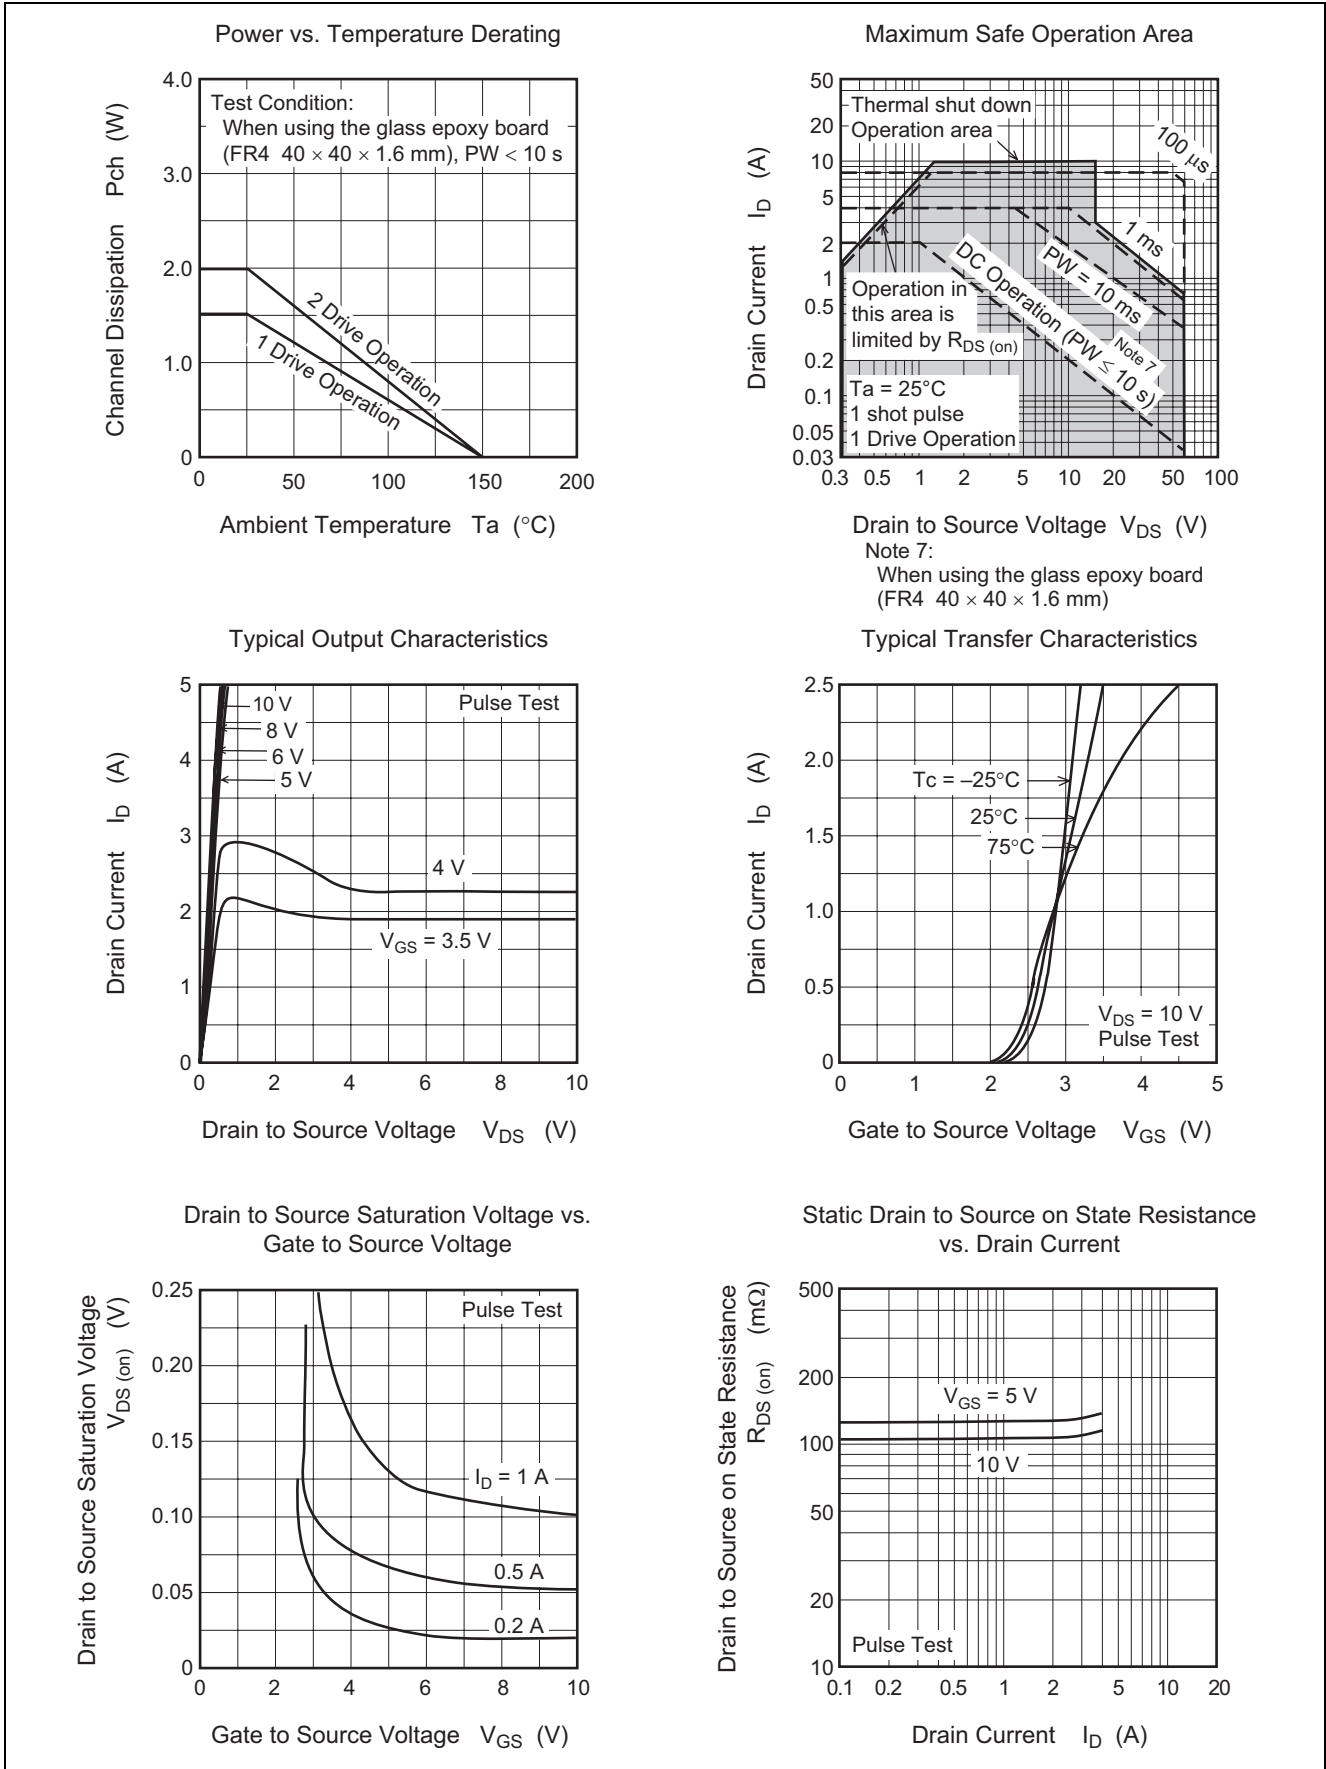 Power vs. Temperature Derating
Channel Dissipation Pch (W)
4.0
3.0
2.0
1.0
0
Test Condition:
When using the glass epoxy board
(FR4 40 × 40 × 1.6 mm), PW < 10 s
2 Drive Operation
1 Drive Operation
0 50 100 150 200
Ambient Temperature Ta (°C)
Maximum Safe Operation Area
Drain Current ID (A)
50
20
10
5
2
1
0.5
0.2
0.1
0.05
0.03
Thermal shut down
Operation area
100 μs
1 ms
PW = 10 ms
DC Operation (PW ≤ 10 s)
Note 7
Operation in
this area is
limited by RDS (on)
Ta = 25°C
1 shot pulse
1 Drive Operation
0.3 0.5 1 2 5 10 20 50 100
Drain to Source Voltage VDS (V)
Note 7:
When using the glass epoxy board
(FR4 40 × 40 × 1.6 mm)
Typical Output Characteristics
Drain Current ID (A)
5
4
3
2
1
0
10 V
8 V
6 V
5 V
Pulse Test
4 V
VGS = 3.5 V
0 2 4 6 8 10
Drain to Source Voltage VDS (V)
Typical Transfer Characteristics
Drain Current ID (A)
2.5
2.0
1.5
1.0
0.5
0
Tc = –25°C
25°C
75°C
VDS = 10 V
Pulse Test
0 1 2 3 4 5
Gate to Source Voltage VGS (V)
Drain to Source Saturation Voltage vs.
Gate to Source Voltage
Drain to Source Saturation Voltage
VDS (on) (V)
0.25
0.20
0.15
0.10
0.05
0
Pulse Test
ID = 1 A
0.5 A
0.2 A
0 2 4 6 8 10
Gate to Source Voltage VGS (V)
Static Drain to Source on State Resistance
vs. Drain Current
Drain to Source on State Resistance
RDS (on) (mΩ)
500
200
100
50
20
10
VGS = 5 V
10 V
Pulse Test
0.1 0.2 0.5 1 2 5 10 20
Drain Current ID (A)